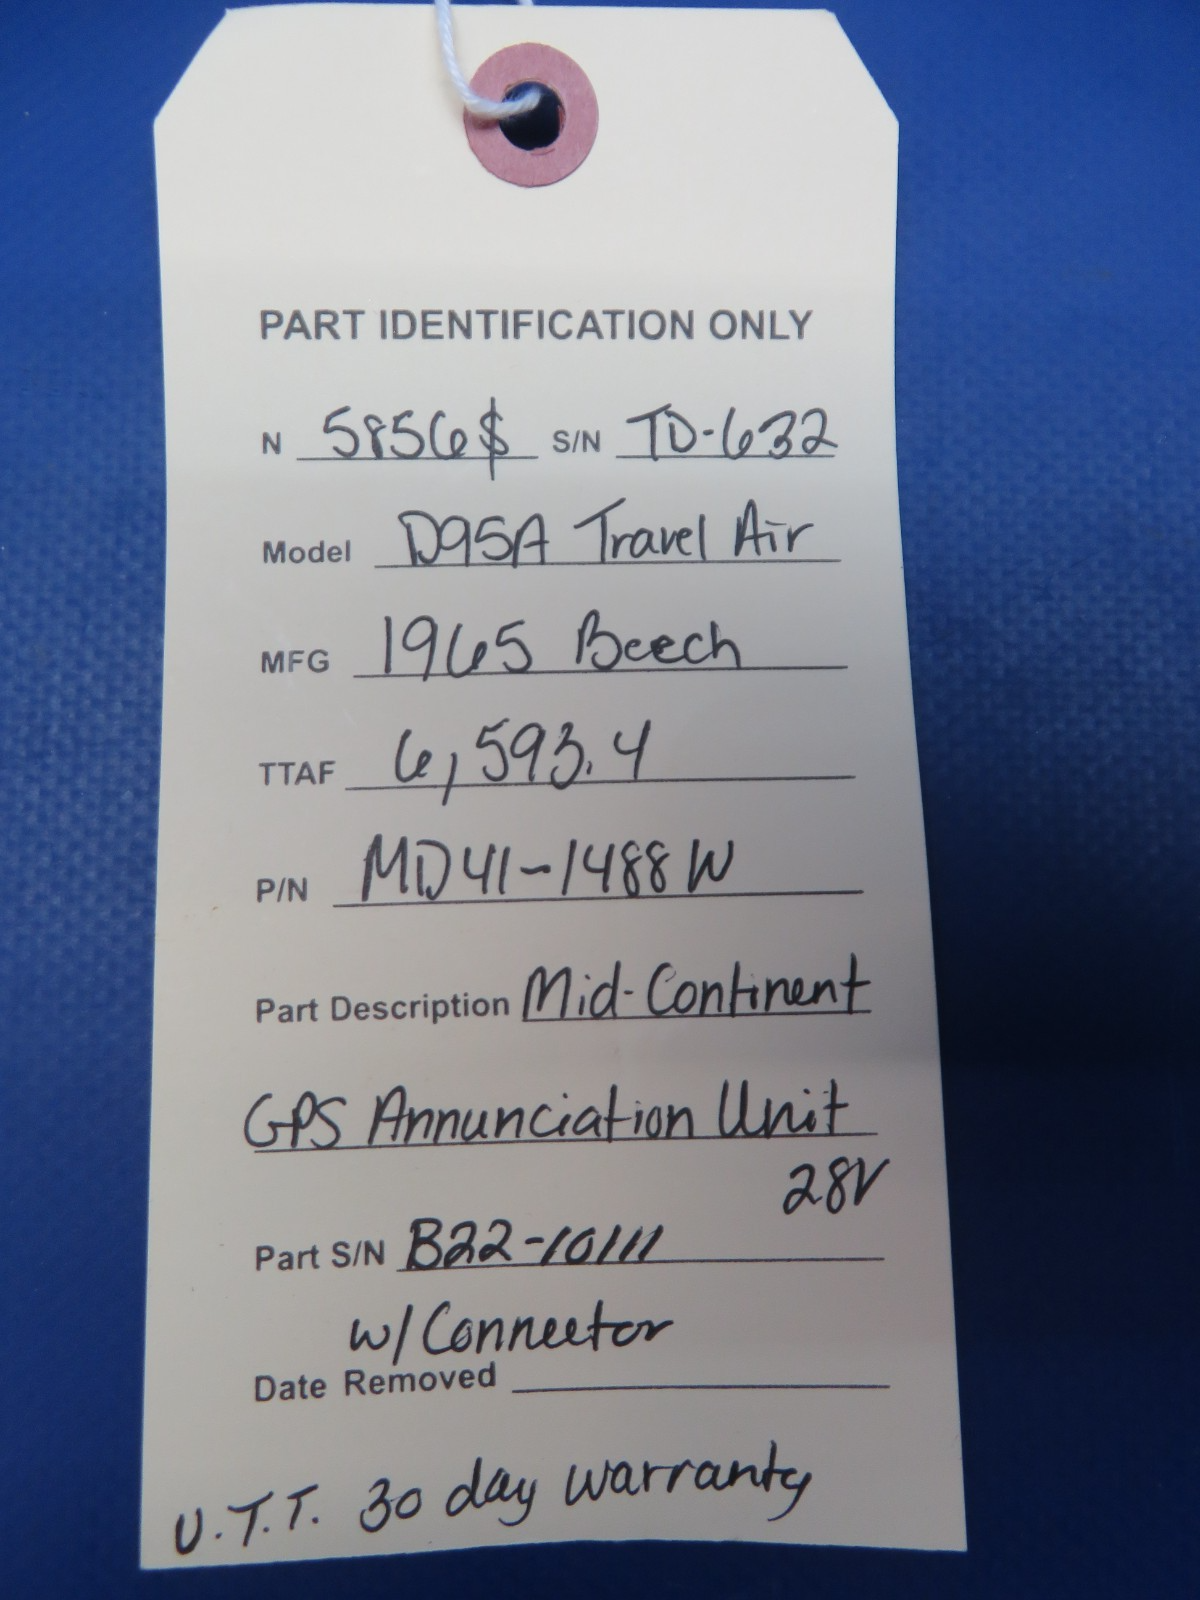 PART IDENTIFICATION ONLY
N 5856$ S/N TD-632
Model D95A Travel Air
MFG 1965 Beech
TTAF 6,593.4
P/N MD41-1488W
Part Description Mid-Continent
GPS Annunciation Unit
28V
Part S/N B22-10111
w/ Connector
Date Removed
U.T.T. 30 day warranty